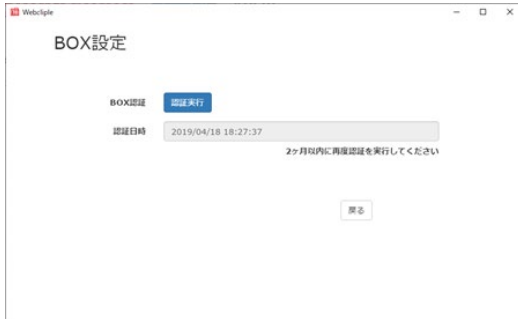 Webcliple
BOX設定
BOX認証 認証実行
認証日時 2019/04/18 18:27:37
2ヶ月以内に再度認証を実行してください
戻る